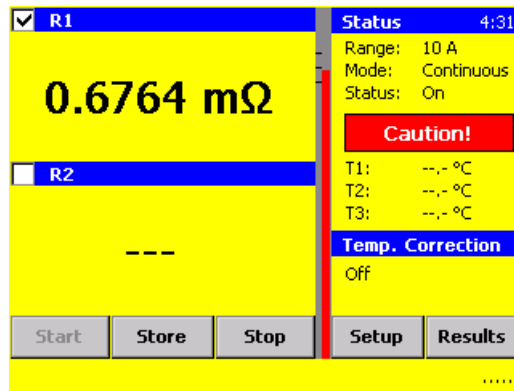 R1
0.6764 mΩ
R2
---
Start Store Stop
Status 4:31
Range: 10 A
Mode: Continuous
Status: On
Caution!
T1: --.- °C
T2: --.- °C
T3: --.- °C
Temp. Correction
Off
Setup Results
.....